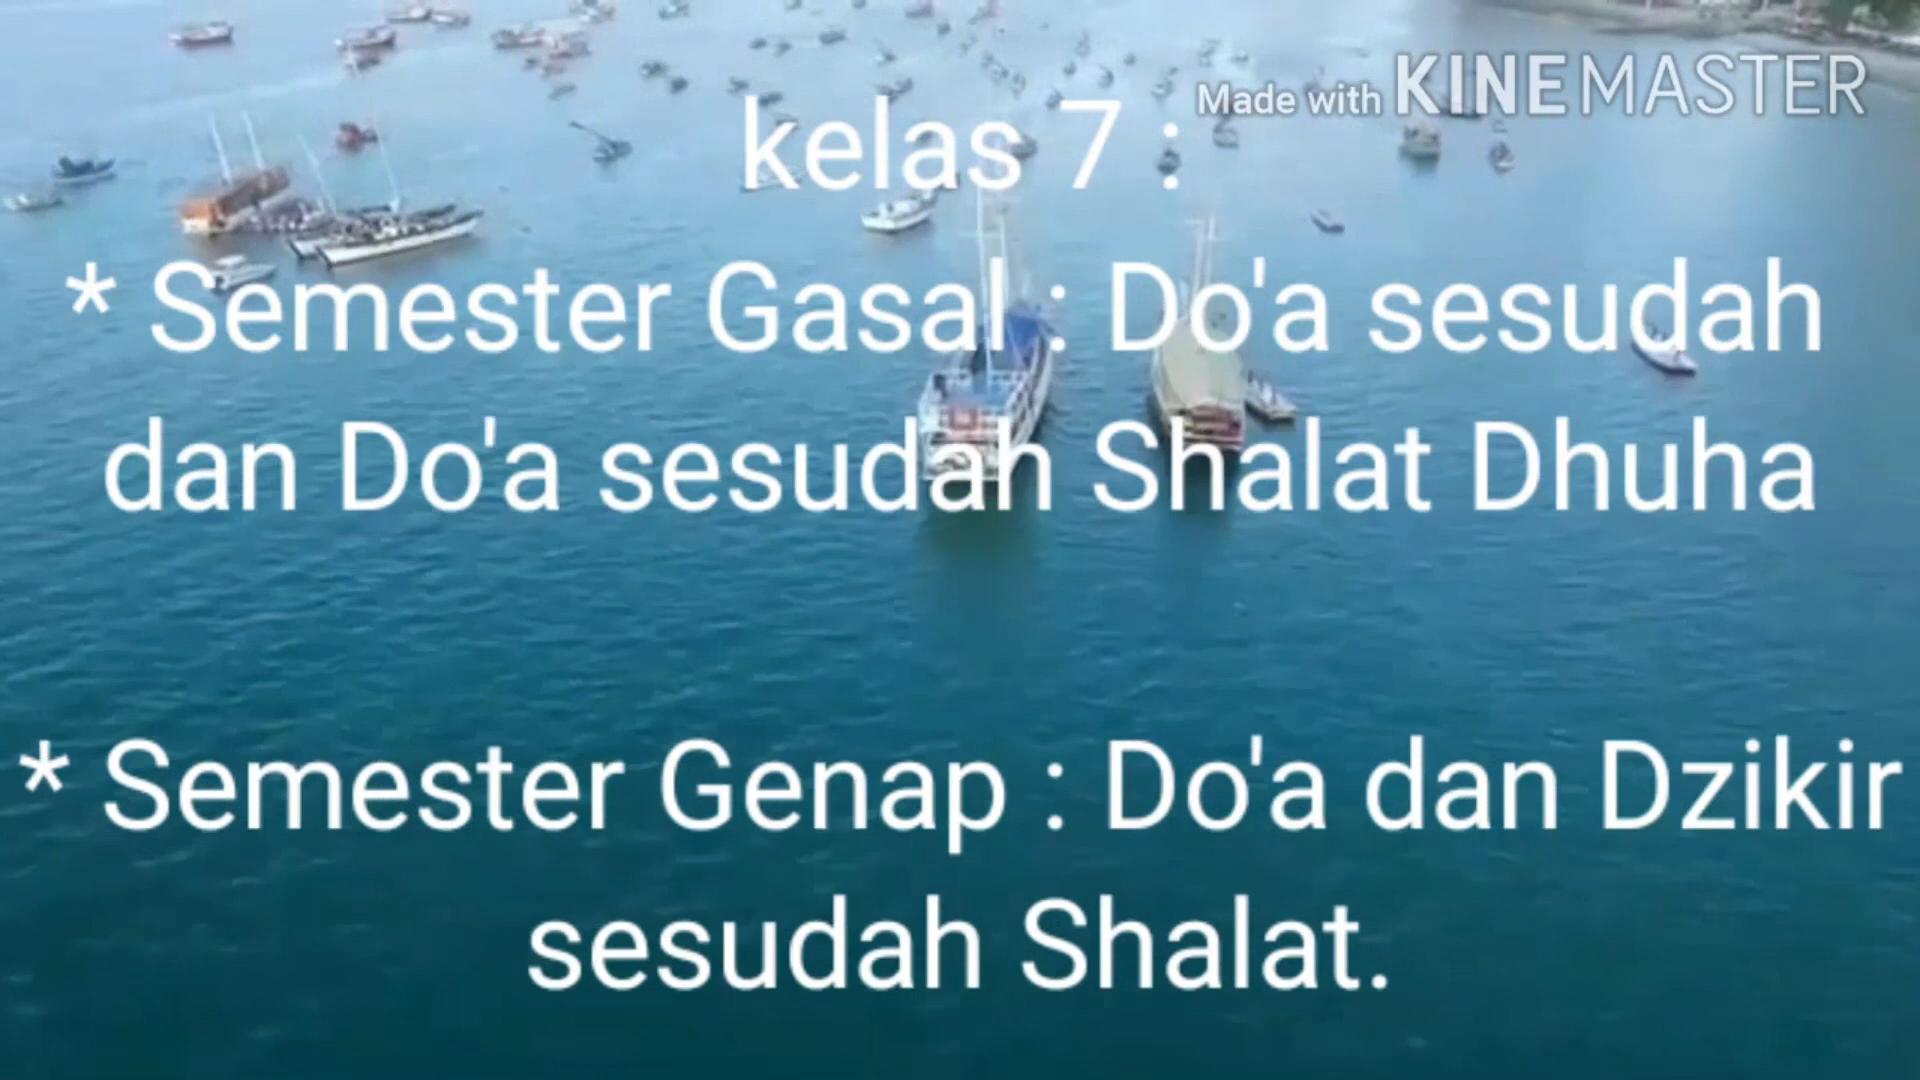 Made with KINEMASTER
kelas 7 :
* Semester Gasal : Do'a sesudah
dan Do'a sesudah Shalat Dhuha
* Semester Genap : Do'a dan Dzikir
sesudah Shalat.